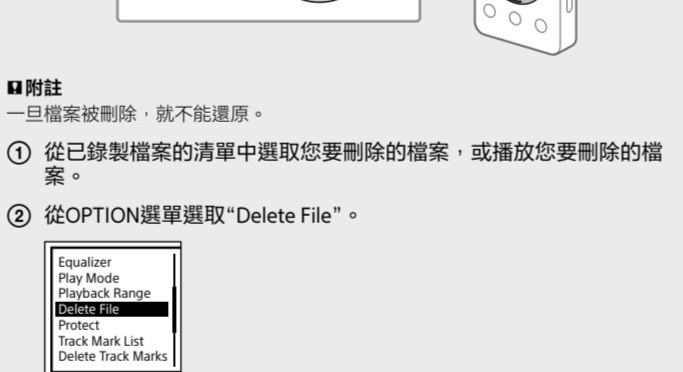 附註
一旦檔案被刪除，就不能還原。
① 從已錄製檔案的清單中選取您要刪除的檔案，或播放您要刪除的檔
案。
② 從OPTION選單選取“Delete File”。
Equalizer
Play Mode
Playback Range
Delete File
Protect
Track Mark List
Delete Track Marks